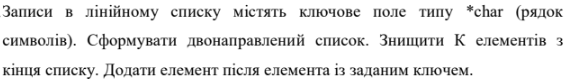 Записи в лінійному списку містять ключове поле типу *char (рядок
символів). Сформувати двонаправлений список. Знищити К елементів з
кінця списку. Додати елемент після елемента із заданим ключем.